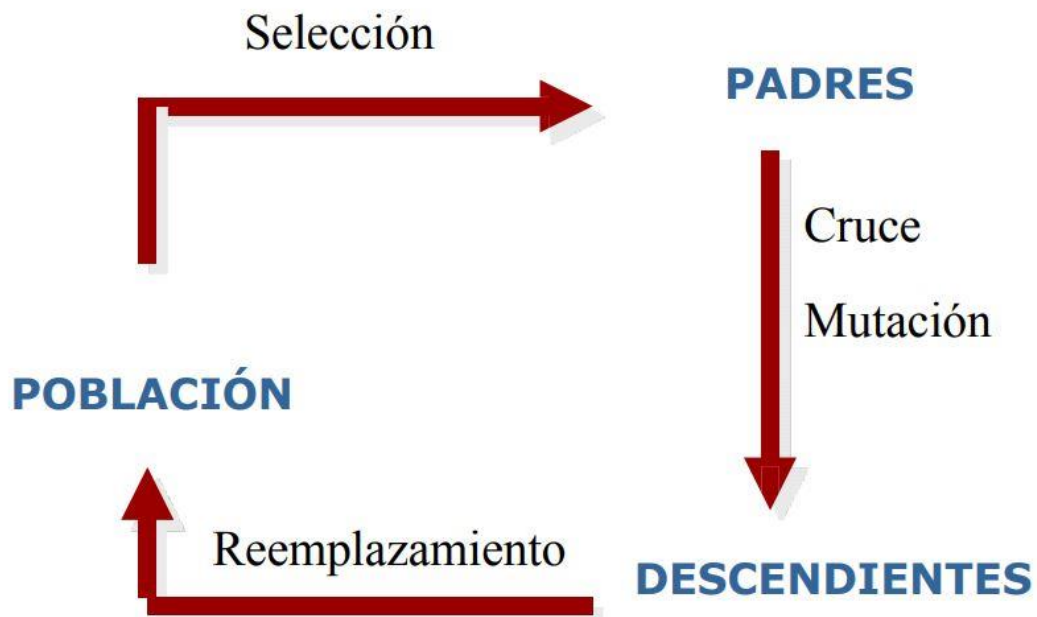 Selección
PADRES
Cruce
Mutación
POBLACIÓN
Reemplazamiento
DESCENDIENTES